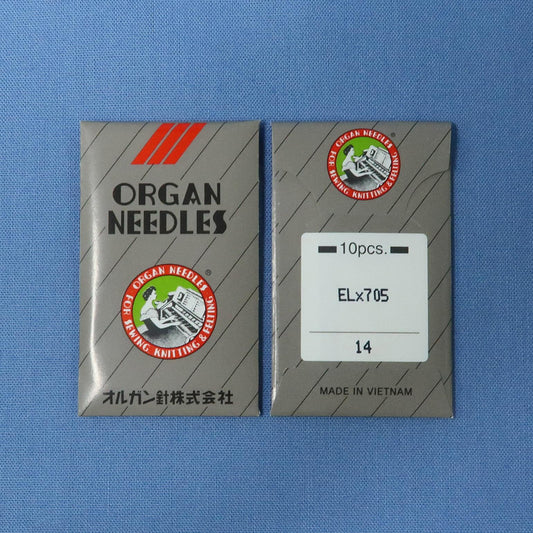 ORGAN
NEEDLES
ORGAN NEEDLES
®
FOR SEWING KNITTING & FELTING
オルガン針株式会社
ORGAN NEEDLES
®
FOR SEWING KNITTING & FELTING
10pcs.
ELx705
14
MADE IN VIETNAM